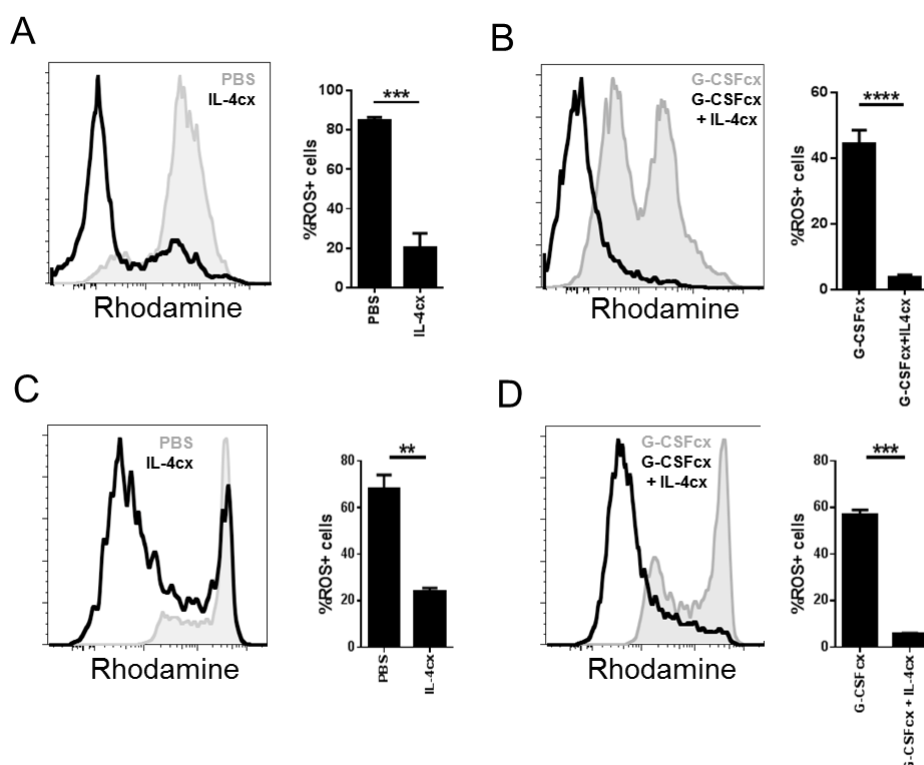 A
PBS
IL-4cx
Rhodamine
100
80
60
40
20
0
%ROS+ cells
***
PBS
IL-4cx
B
G-CSFcx
G-CSFcx
+ IL-4cx
Rhodamine
60
40
20
0
%ROS+ cells
****
G-CSFcx
G-CSFcx+IL4cx
C
PBS
IL-4cx
Rhodamine
80
60
40
20
0
%ROS+ cells
**
PBS
IL-4cx
D
G-CSFcx
G-CSFcx
+ IL-4cx
Rhodamine
80
60
40
20
0
%ROS+ cells
***
G-CSFcx
G-CSFcx + IL-4cx